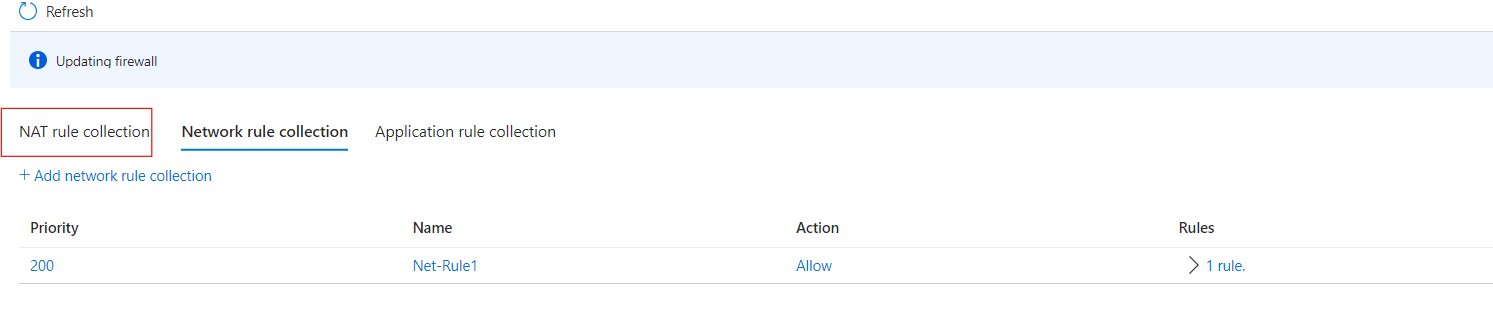 Refresh
Updating firewall
NAT rule collection Network rule collection Application rule collection
+ Add network rule collection
Priority Name Action Rules
200 Net-Rule1 Allow 1 rule.